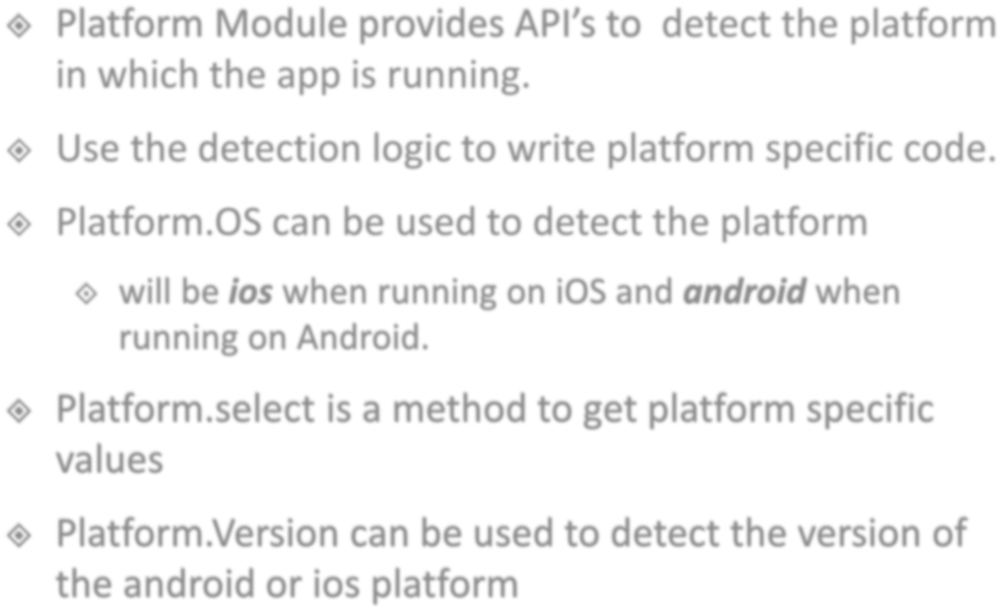 Platform Module provides API’s to  detect the platform
in which the app is running.
Use the detection logic to write platform specific code.
Platform.OS can be used to detect the platform
will be ios when running on iOS and android when
running on Android.
Platform.select is a method to get platform specific
values
Platform.Version can be used to detect the version of
the android or ios platform